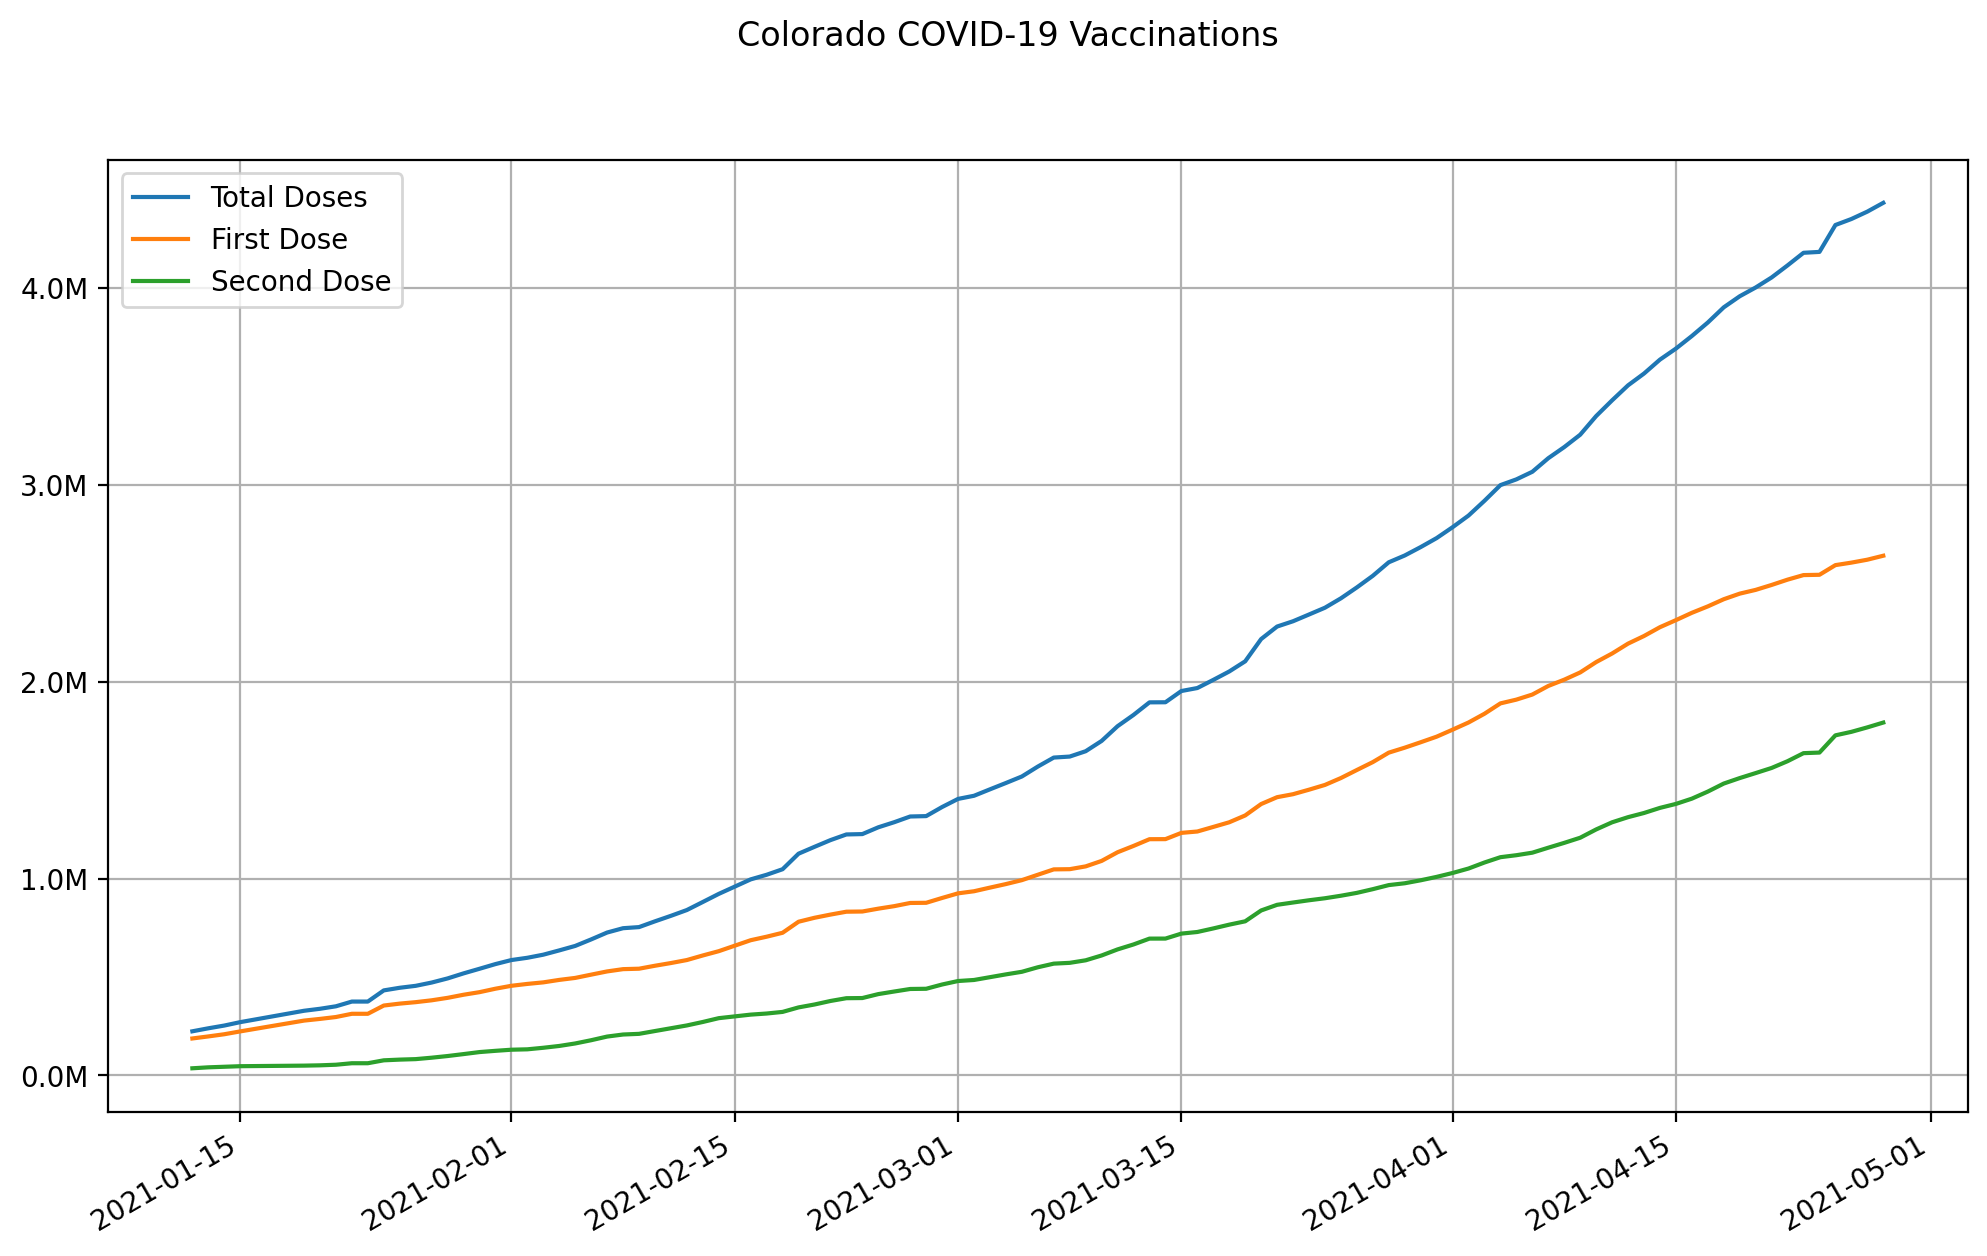 Colorado COVID-19 Vaccinations
Total Doses
First Dose
Second Dose
4.0M
3.0M
2.0M
1.0M
0.0M
2021-01-15
2021-02-01
2021-02-15
2021-03-01
2021-03-15
2021-04-01
2021-04-15
2021-05-01